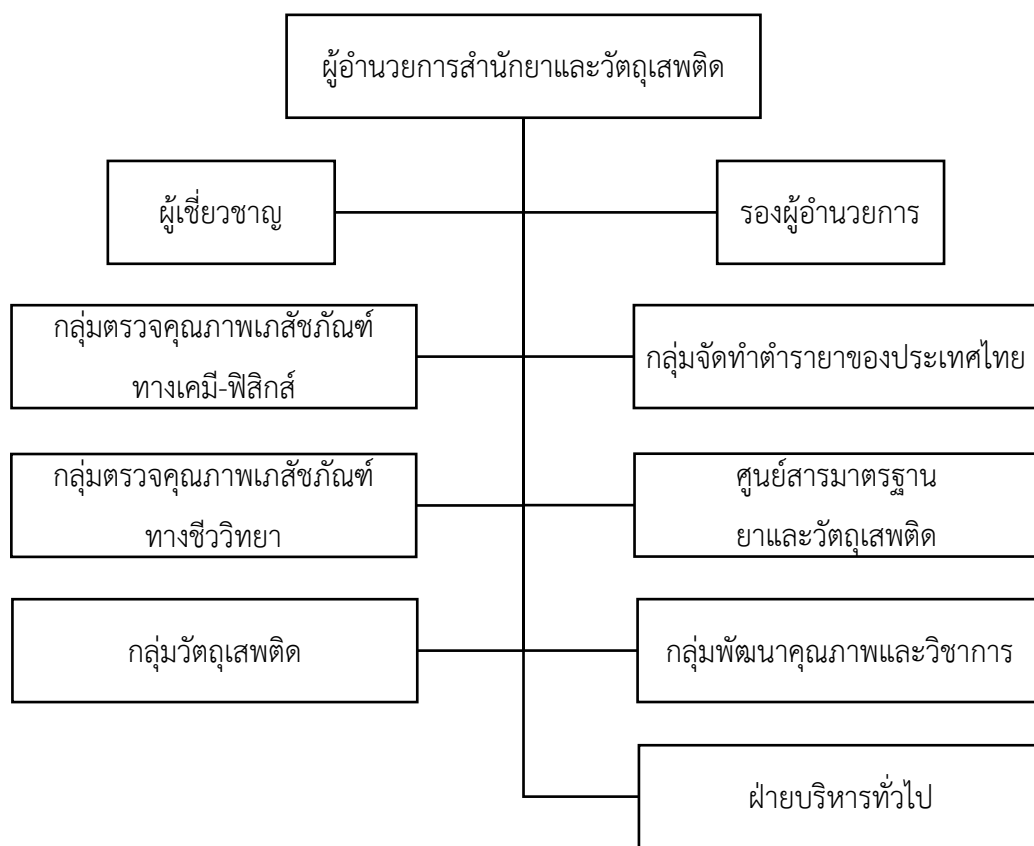 ผู้อำนวยการสำนักยาและวัตถุเสพติด
ผู้เชี่ยวชาญ
รองผู้อำนวยการ
กลุ่มตรวจคุณภาพเภสัชภัณฑ์
ทางเคมี-ฟิสิกส์
กลุ่มจัดทำตำรายาของประเทศไทย
กลุ่มตรวจคุณภาพเภสัชภัณฑ์
ทางชีววิทยา
ศูนย์สารมาตรฐาน
ยาและวัตถุเสพติด
กลุ่มวัตถุเสพติด
กลุ่มพัฒนาคุณภาพและวิชาการ
ฝ่ายบริหารทั่วไป